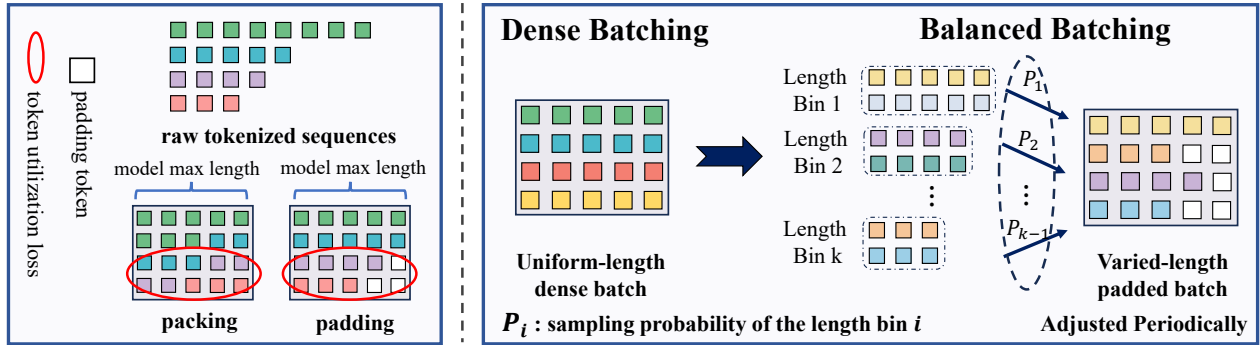 token utilization loss
padding token
raw tokenized sequences
model max length
model max length
packing
padding
Dense Batching
Balanced Batching
Length
Bin 1
Length
Bin 2
⋮
Length
Bin k
P₁
P₂
⋮
Pₖ₋₁
Uniform-length
dense batch
Varied-length
padded batch
Pᵢ : sampling probability of the length bin i
Adjusted Periodically